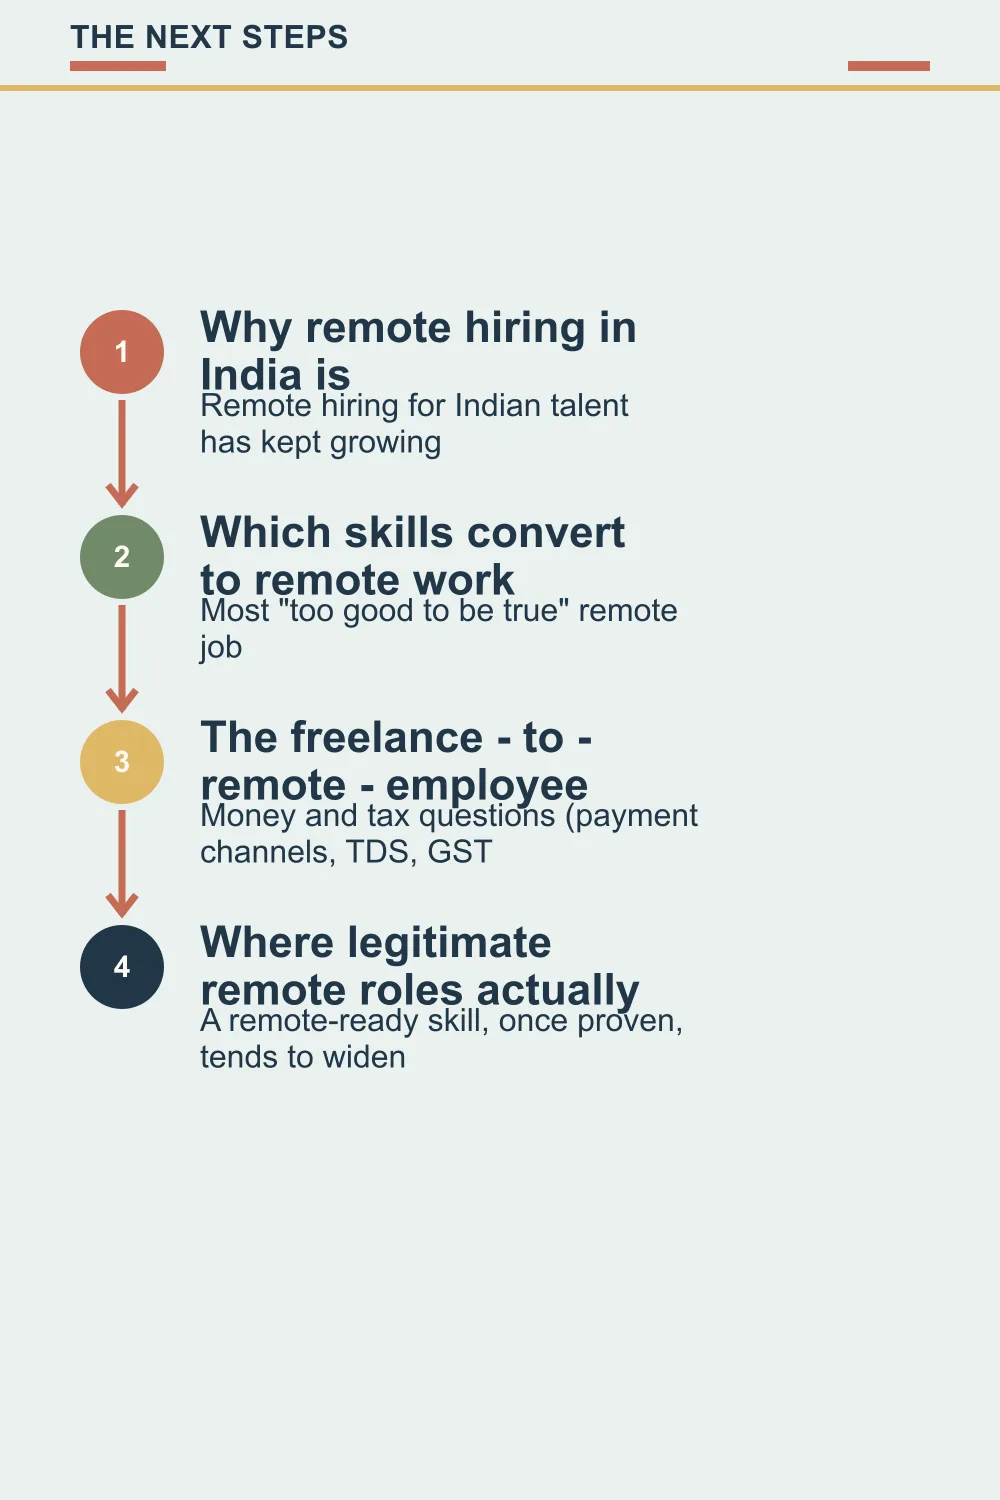 THE NEXT STEPS
1
Why remote hiring in
India is
Remote hiring for Indian talent
has kept growing
2
Which skills convert
to remote work
Most "too good to be true" remote
job
3
The freelance - to -
remote - employee
Money and tax questions (payment
channels, TDS, GST
4
Where legitimate
remote roles actually
A remote-ready skill, once proven,
tends to widen